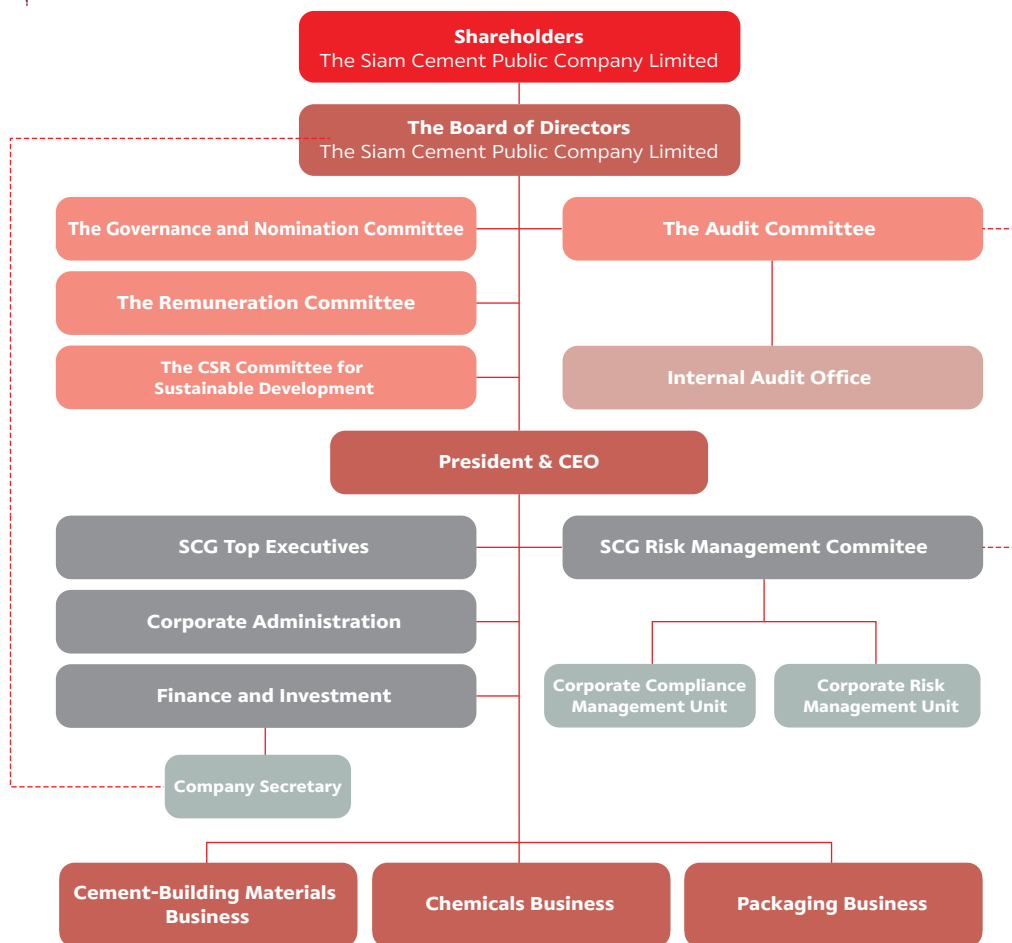 Shareholders
The Siam Cement Public Company Limited
The Board of Directors
The Siam Cement Public Company Limited
The Governance and Nomination Committee
The Audit Committee
The Remuneration Committee
The CSR Committee for
Sustainable Development
Internal Audit Office
President & CEO
SCG Top Executives
SCG Risk Management Commitee
Corporate Administration
Finance and Investment
Corporate Compliance
Management Unit
Corporate Risk
Management Unit
Company Secretary
Cement-Building Materials
Business
Chemicals Business
Packaging Business